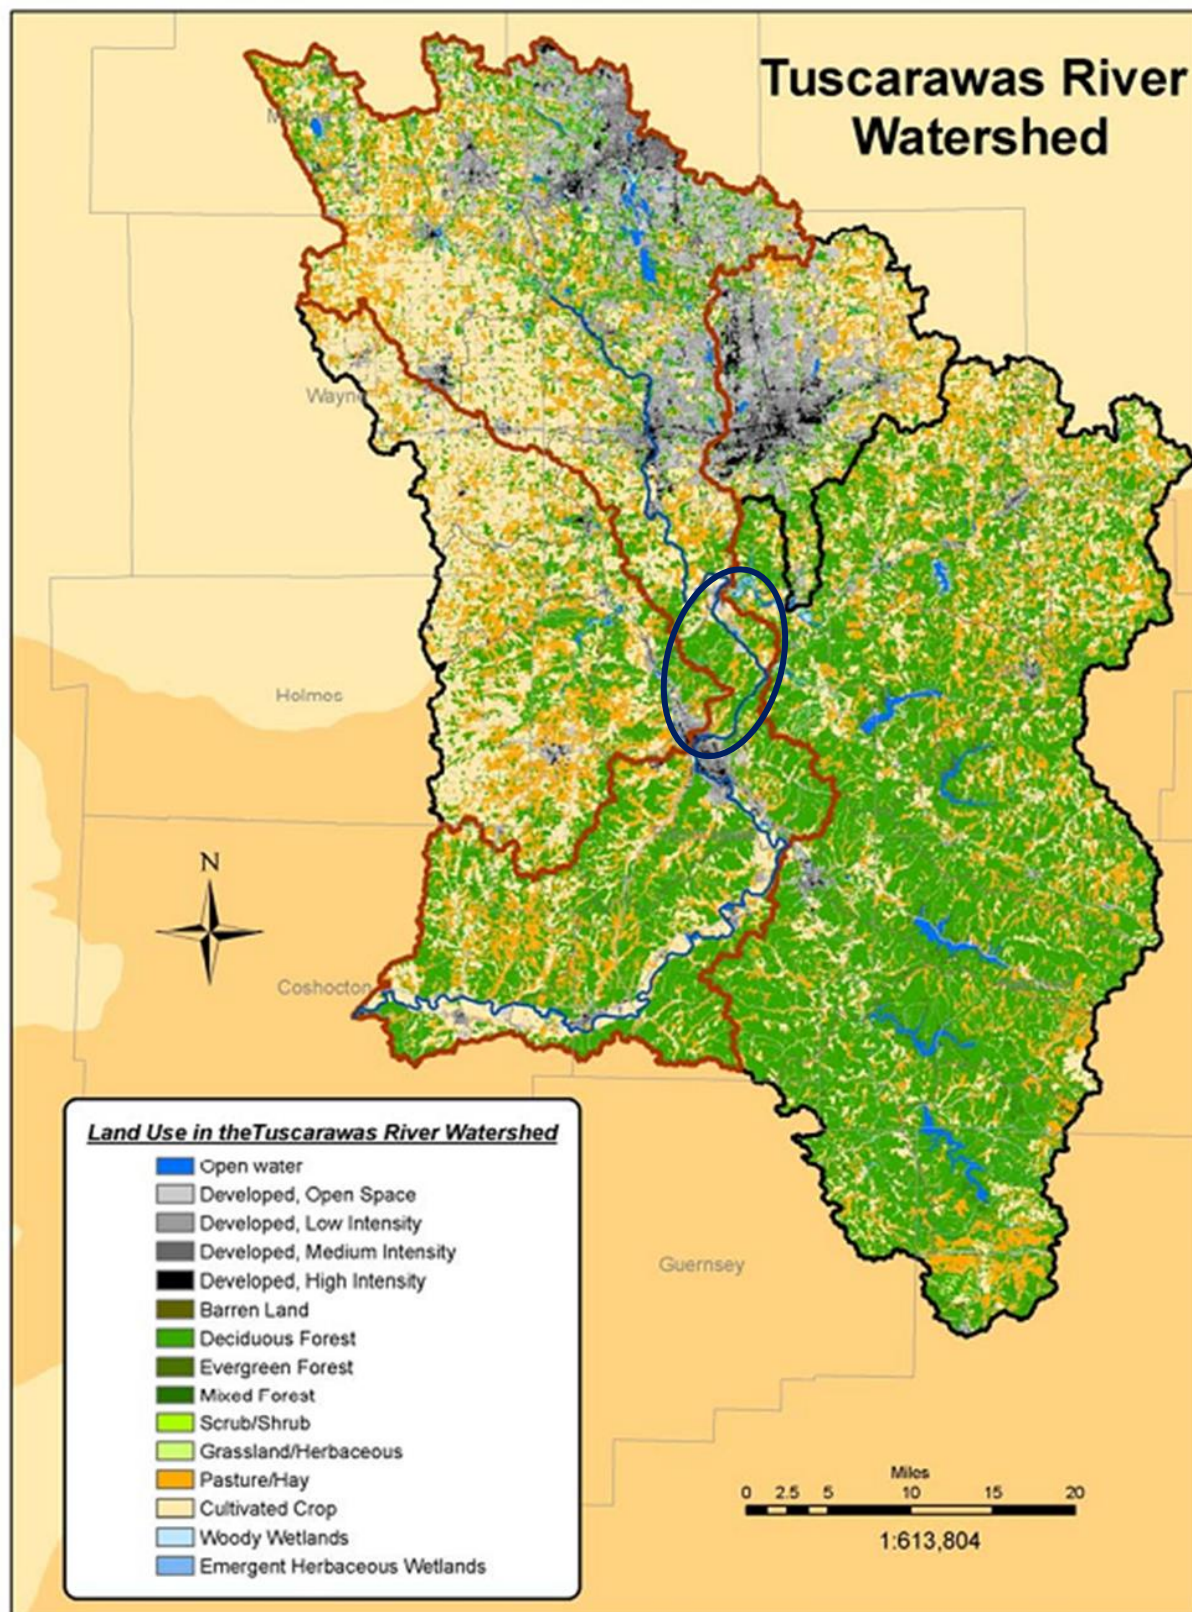 Tuscarawas River
Watershed
Wayne
Holmes
N
Coshocton
Guernsey
Land Use in theTuscarawas River Watershed
Open water
Developed, Open Space
Developed, Low Intensity
Developed, Medium Intensity
Developed, High Intensity
Barren Land
Deciduous Forest
Evergreen Forest
Mixed Forest
Scrub/Shrub
Grassland/Herbaceous
Pasture/Hay
Cultivated Crop
Woody Wetlands
Emergent Herbaceous Wetlands
Miles
0 2.5 5 10 15 20
1:613,804